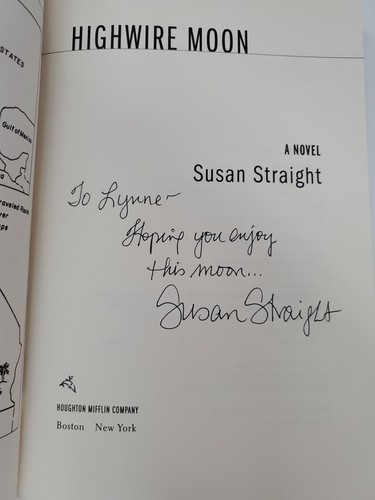 HIGHWIRE MOON
A NOVEL
Susan Straight
To Lynne~
Hoping you enjoy
this moon...
Susan Straight
HOUGHTON MIFFLIN COMPANY
Boston New York
STATES
Gulf of Mexico